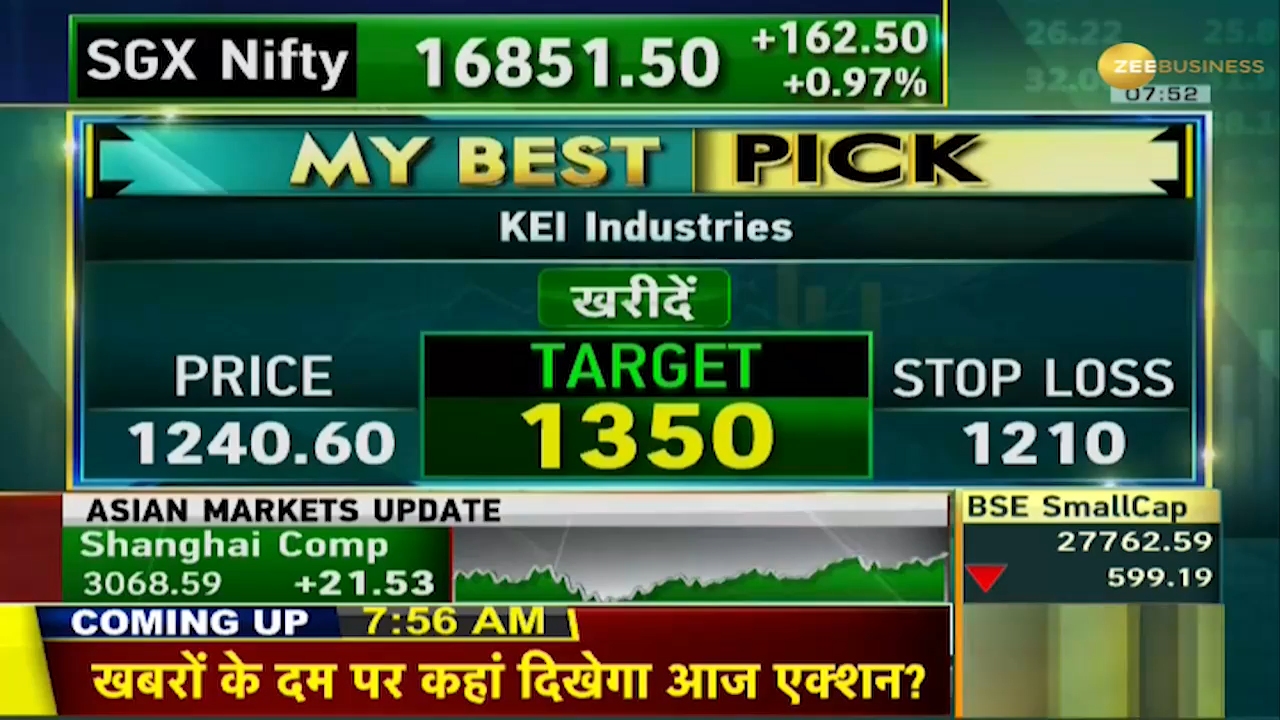 SGX Nifty 16851.50 +162.50
+0.97%
ZEEBUSINESS
07:52
MY BEST PICK
KEI Industries
खरीदें
PRICE TARGET STOP LOSS
1240.60 1350 1210
ASIAN MARKETS UPDATE
Shanghai Comp
3068.59 +21.53
BSE SmallCap
27762.59
599.19
COMING UP 7:56 AM
खबरों के दम पर कहां दिखेगा आज एक्शन?